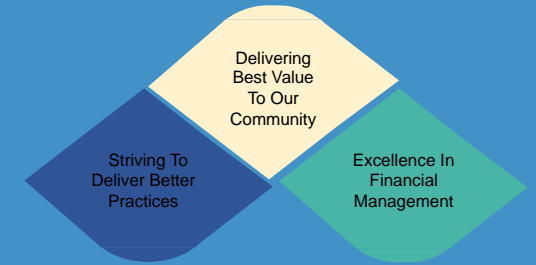 Delivering
Best Value
To Our
Community
Striving To
Deliver Better
Practices
Excellence In
Financial
Management